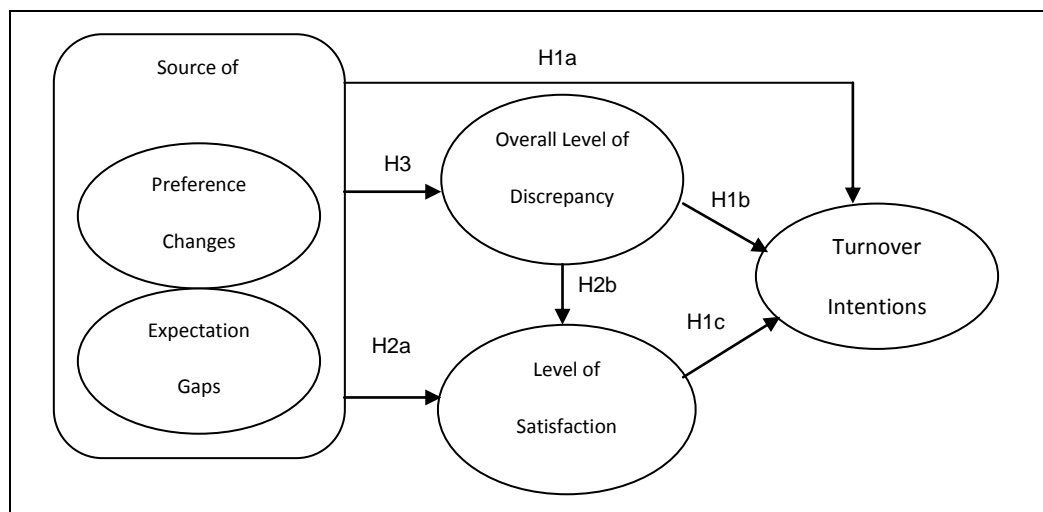 Source of
H1a
Overall Level of
Discrepancy
H3
Preference
Changes
H1b
Turnover
Intentions
H2b
Expectation
Gaps
H2a
H1c
Level of
Satisfaction